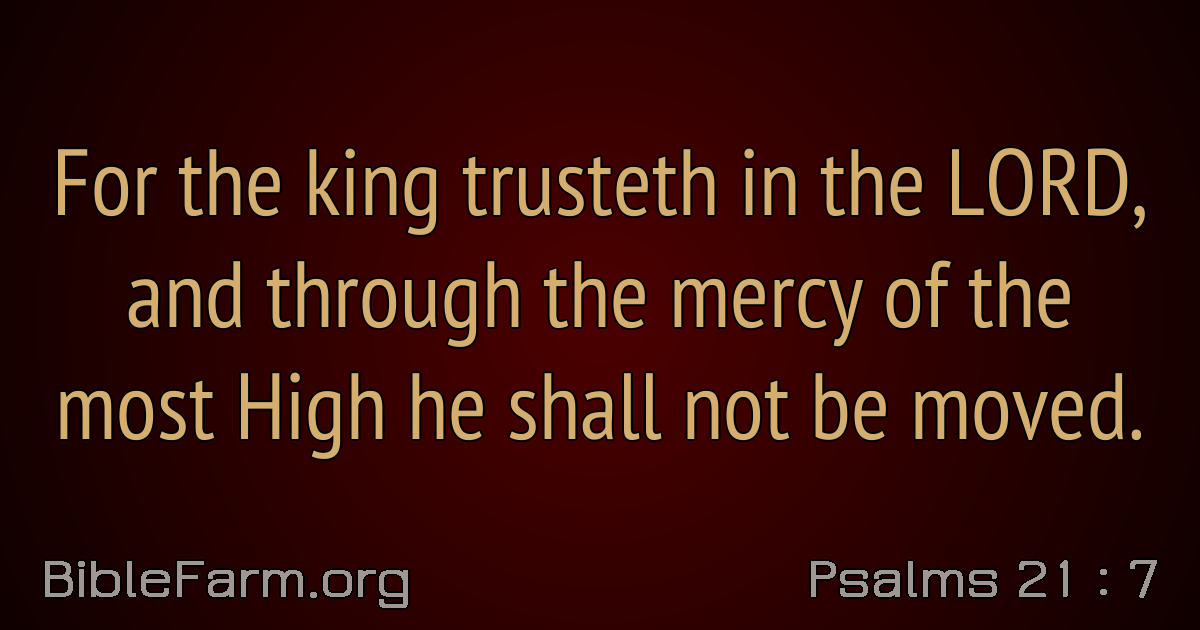 For the king trusteth in the LORD,
and through the mercy of the
most High he shall not be moved.
BibleFarm.org
Psalms 21 : 7